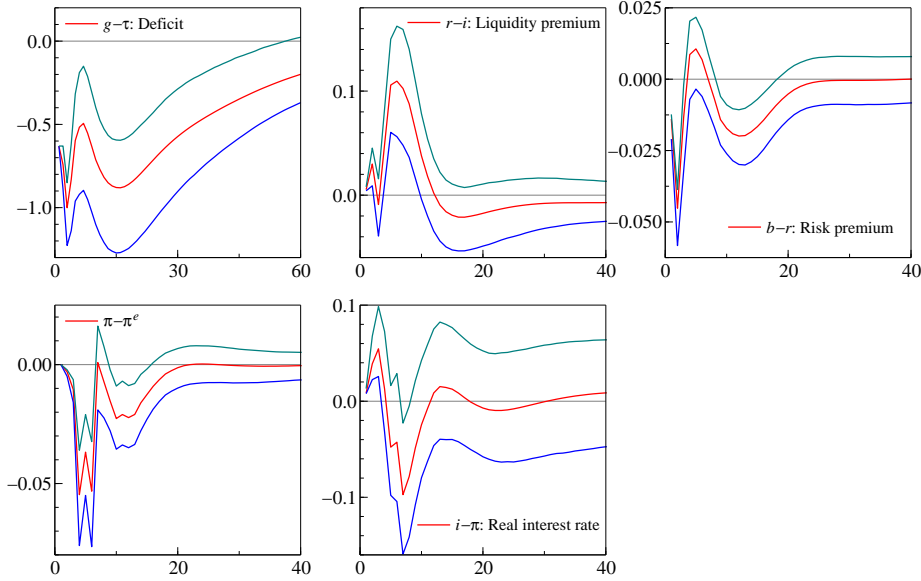 g−τ: Deficit
0.0
−0.5
−1.0
0 30 60
r−i: Liquidity premium
0.1
0.0
0 20 40
0.000
−0.025
−0.050
b−r: Risk premium
0 20 40
π−πᵉ
0.00
−0.05
0 20 40
0.1
0.0
−0.1
i−π: Real interest rate
0 20 40